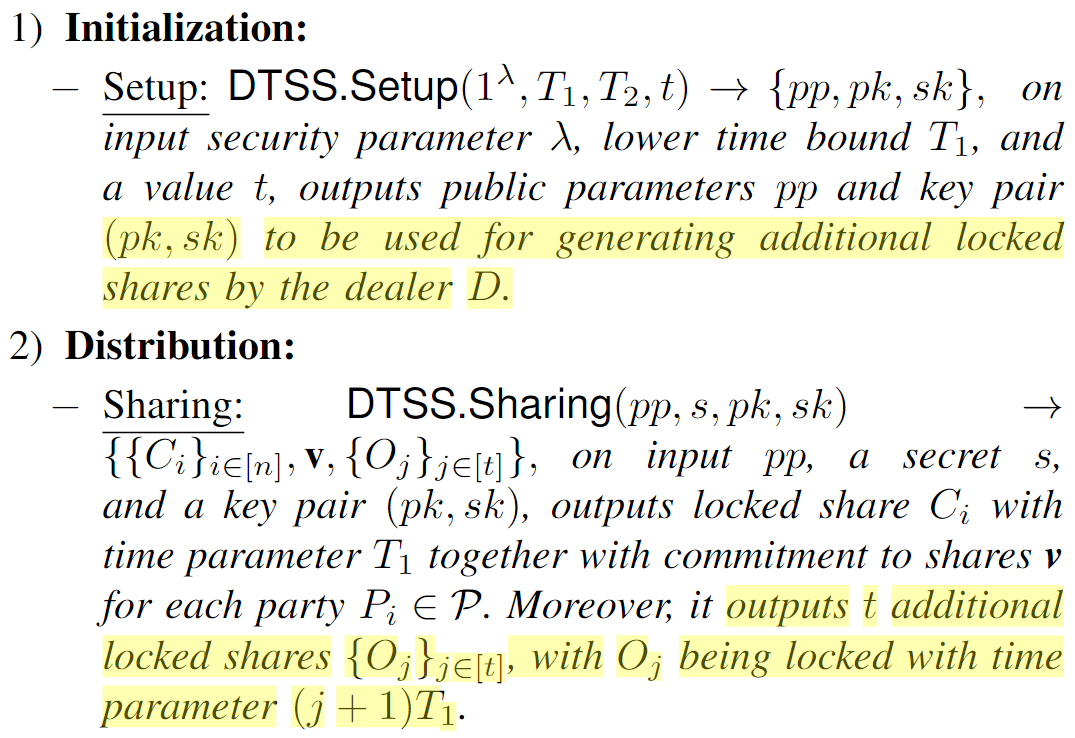 1) Initialization:
– Setup: DTSS.Setup(1^λ, T_1, T_2, t) → {pp, pk, sk}, on
input security parameter λ, lower time bound T_1, and
a value t, outputs public parameters pp and key pair
(pk, sk) to be used for generating additional locked
shares by the dealer D.
2) Distribution:
– Sharing: DTSS.Sharing(pp, s, pk, sk) →
{{C_i}_{i∈[n]}, v, {O_j}_{j∈[t]}}, on input pp, a secret s,
and a key pair (pk, sk), outputs locked share C_i with
time parameter T_1 together with commitment to shares v
for each party P_i ∈ 𝒫. Moreover, it outputs t additional
locked shares {O_j}_{j∈[t]}, with O_j being locked with time
parameter (j + 1)T_1.